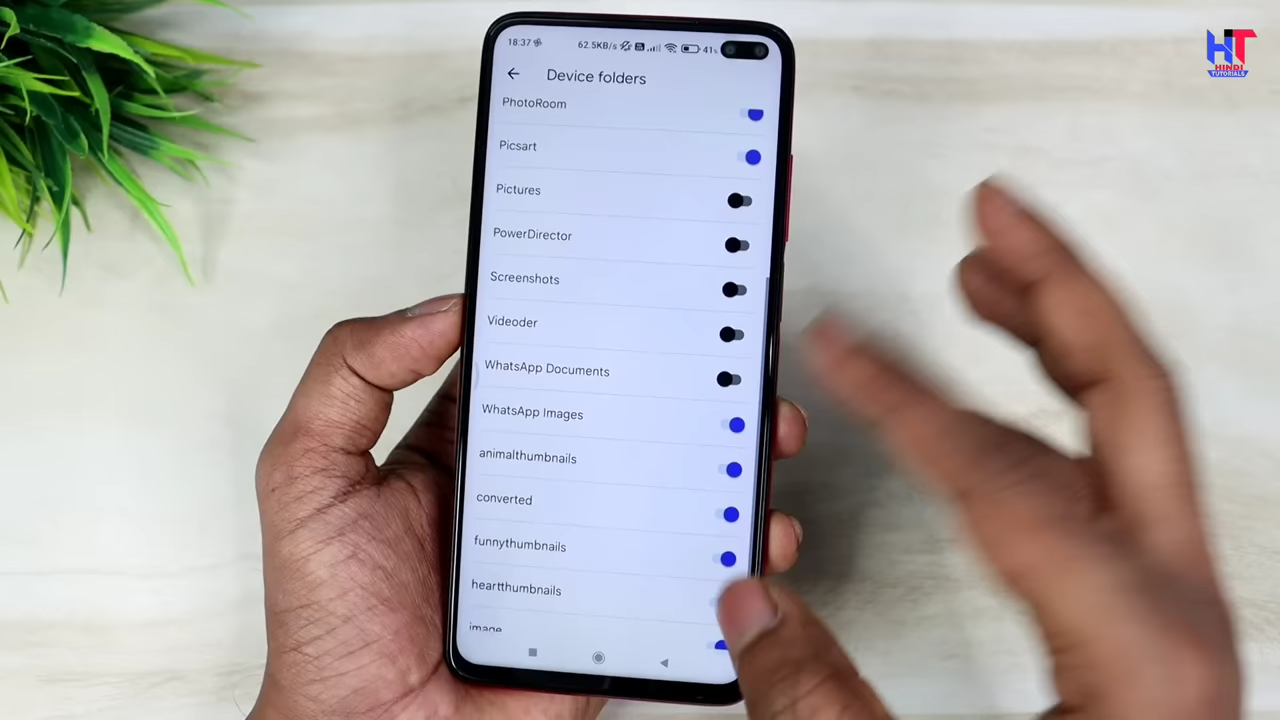 18:37
62.5KB/s
41
HT
HINDI
TUTORIALS
Device folders
PhotoRoom
Picsart
Pictures
PowerDirector
Screenshots
Videoder
WhatsApp Documents
WhatsApp Images
animalthumbnails
converted
funnythumbnails
heartthumbnails
image